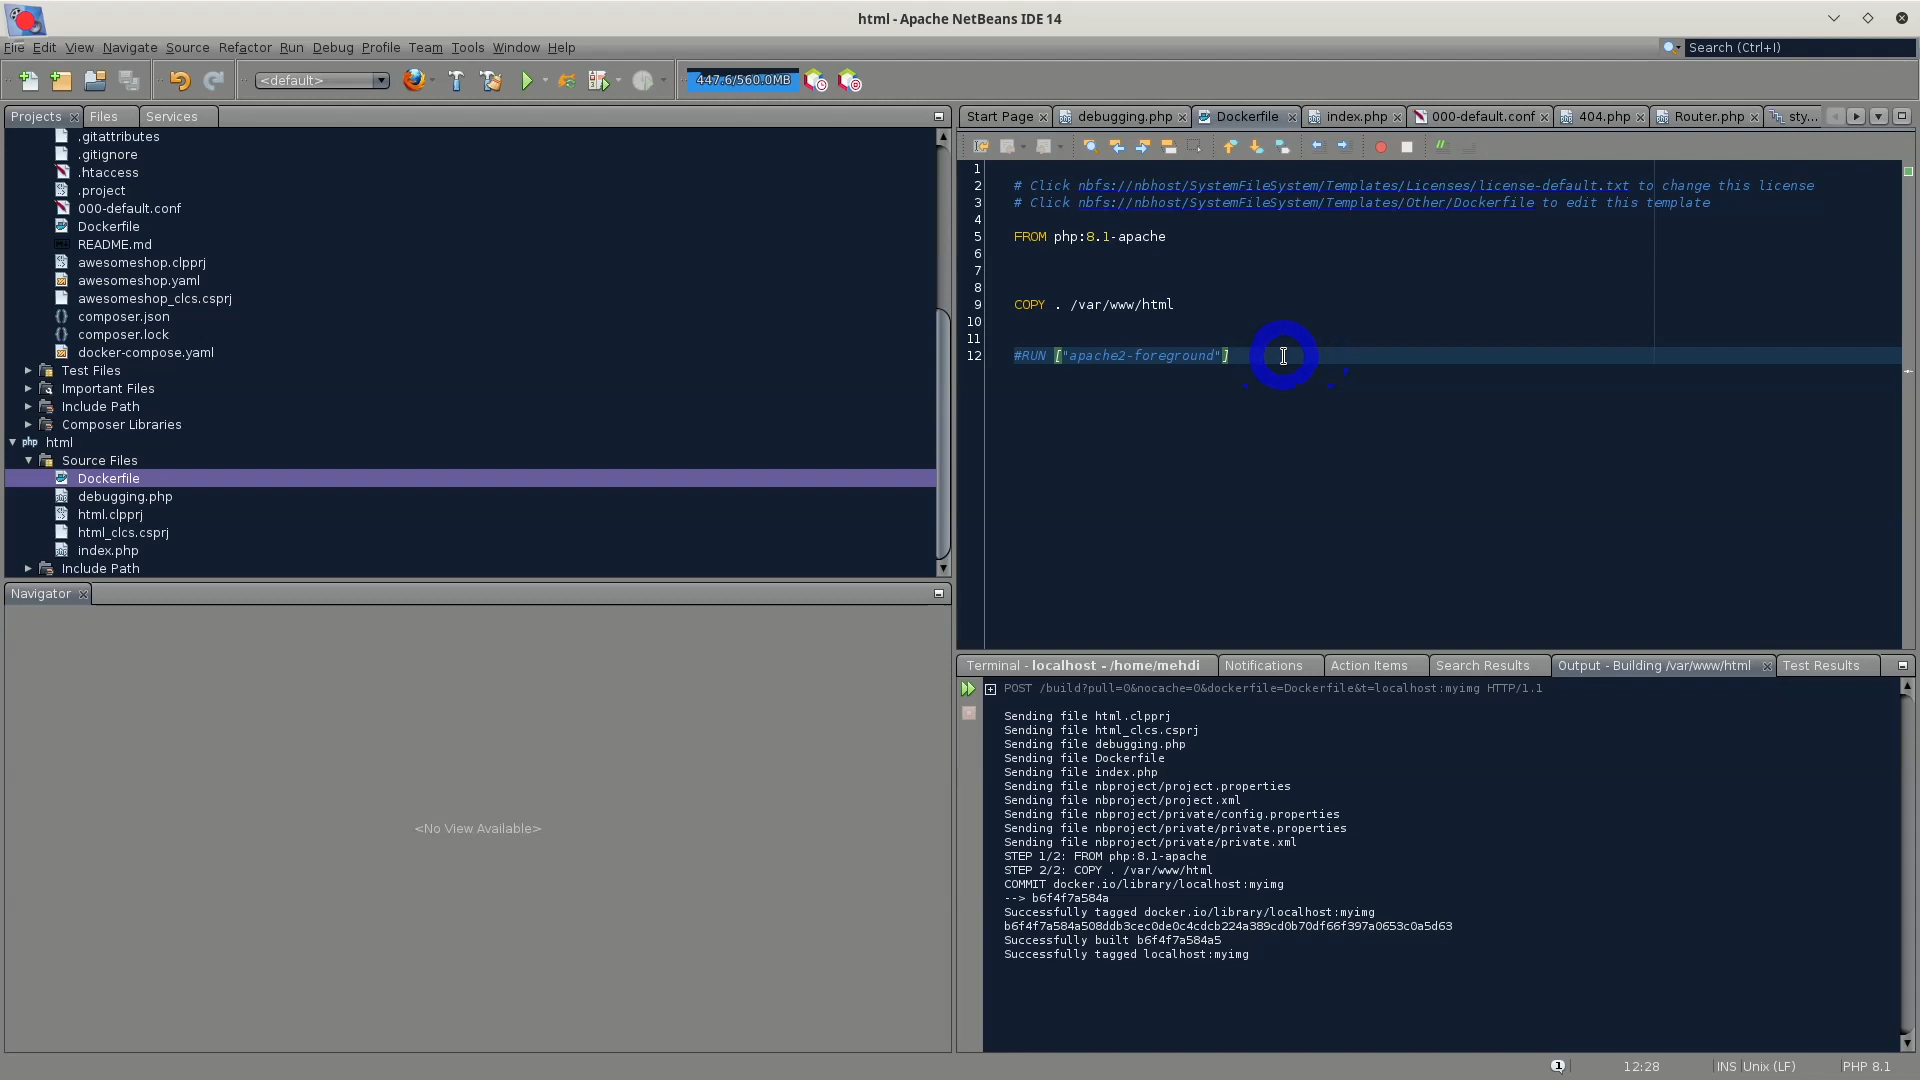 html - Apache NetBeans IDE 14
File Edit View Navigate Source Refactor Run Debug Profile Team Tools Window Help
Search (Ctrl+I)
<default>
447.6/560.0MB
Projects Files Services
.gitattributes
.gitignore
.htaccess
.project
000-default.conf
Dockerfile
README.md
awesomeshop.clpprj
awesomeshop.yaml
awesomeshop_clcs.csprj
composer.json
composer.lock
docker-compose.yaml
Test Files
Important Files
Include Path
Composer Libraries
php html
Source Files
Dockerfile
debugging.php
html.clpprj
html_clcs.csprj
index.php
Include Path
Navigator
<No View Available>
Start Page debugging.php Dockerfile index.php 000-default.conf 404.php Router.php sty...
1
2 # Click nbfs://nbhost/SystemFileSystem/Templates/Licenses/license-default.txt to change this license
3 # Click nbfs://nbhost/SystemFileSystem/Templates/Other/Dockerfile to edit this template
4
5 FROM php:8.1-apache
6
7
8
9 COPY . /var/www/html
10
11
12 #RUN ["apache2-foreground"]
Terminal - localhost - /home/mehdi Notifications Action Items Search Results Output - Building /var/www/html Test Results
POST /build?pull=0&nocache=0&dockerfile=Dockerfile&t=localhost:myimg HTTP/1.1
Sending file html.clpprj
Sending file html_clcs.csprj
Sending file debugging.php
Sending file Dockerfile
Sending file index.php
Sending file nbproject/project.properties
Sending file nbproject/project.xml
Sending file nbproject/private/config.properties
Sending file nbproject/private/private.properties
Sending file nbproject/private/private.xml
STEP 1/2: FROM php:8.1-apache
STEP 2/2: COPY . /var/www/html
COMMIT docker.io/library/localhost:myimg
--> b6f4f7a584a
Successfully tagged docker.io/library/localhost:myimg
b6f4f7a584a508ddb3cec0de0c4cdcb224a389cd0b70df66f397a0653c0a5d63
Successfully built b6f4f7a584a5
Successfully tagged localhost:myimg
1 12:28 INS Unix (LF) PHP 8.1